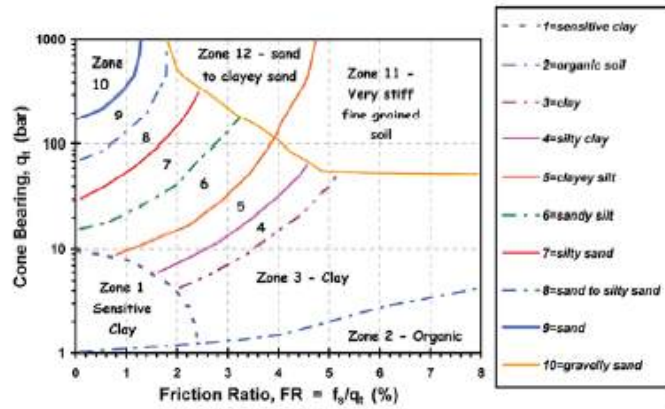 1000
100
10
1
Cone Bearing, qt (bar)
Zone
10
9
8
7
6
5
4
Zone 12 - sand
to clayey sand
Zone 11 -
Very stiff
fine grained
soil
Zone 1
Sensitive
Clay
Zone 3 - Clay
Zone 2 - Organic
0 1 2 3 4 5 6 7 8
Friction Ratio, FR = fs/qt (%)
1=sensitive clay
2=organic soil
3=clay
4=silty clay
5=clayey silt
6=sandy silt
7=silty sand
8=sand to silty sand
9=sand
10=gravelly sand